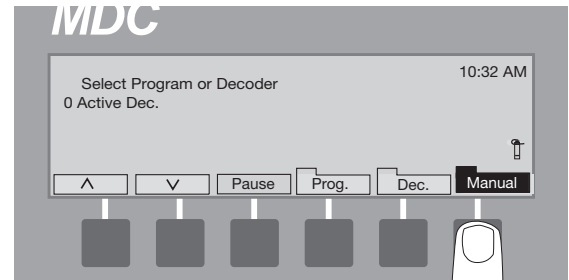 MDC
10:32 AM
Select Program or Decoder
0 Active Dec.
Pause Prog. Dec. Manual